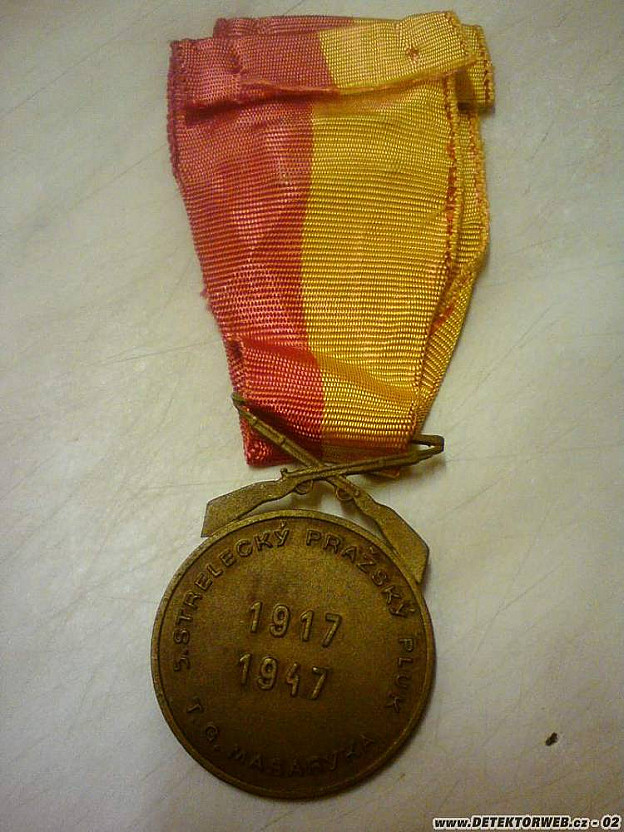 5. STŘELECKÝ PRAŽSKÝ PLUK
1917
1947
T. G. MASARYKA
www.DETEKTORWEB.cz - 02